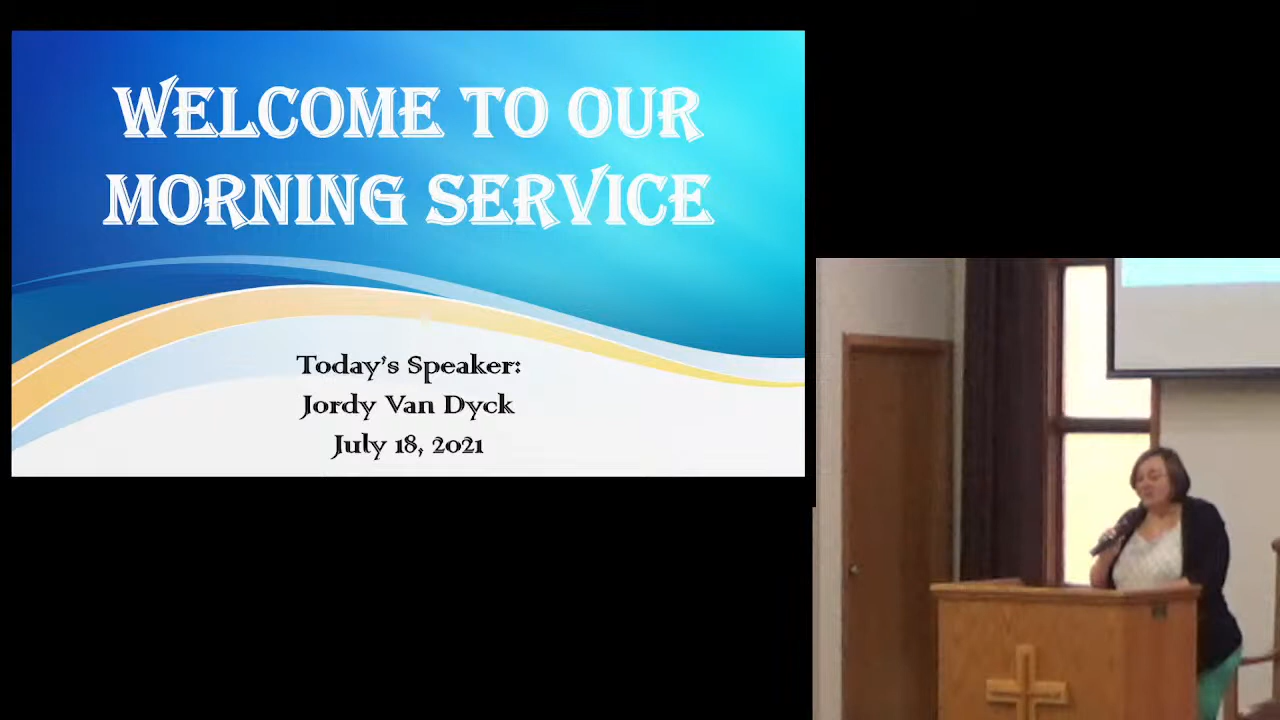 WELCOME TO OUR
MORNING SERVICE
Today's Speaker:
Jordy Van Dyck
July 18, 2021